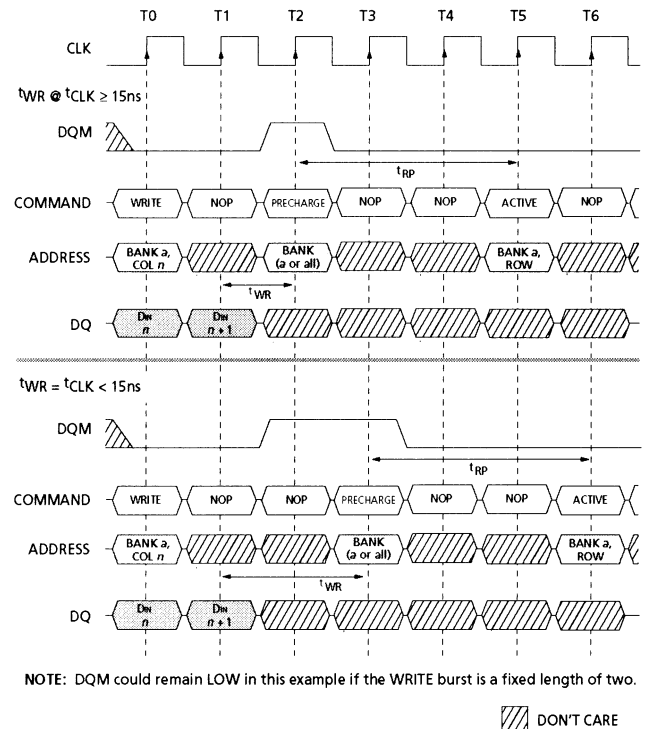 T0 T1 T2 T3 T4 T5 T6
CLK
tWR @ tCLK ≥ 15ns
DQM
tRP
COMMAND WRITE NOP PRECHARGE NOP NOP ACTIVE NOP
ADDRESS BANK a, COL n BANK (a or all) BANK a, ROW
tWR
DQ DIN n DIN n + 1
tWR = tCLK < 15ns
DQM
tRP
COMMAND WRITE NOP NOP PRECHARGE NOP NOP ACTIVE
ADDRESS BANK a, COL n BANK (a or all) BANK a, ROW
tWR
DQ DIN n DIN n + 1
NOTE: DQM could remain LOW in this example if the WRITE burst is a fixed length of two.
DON'T CARE